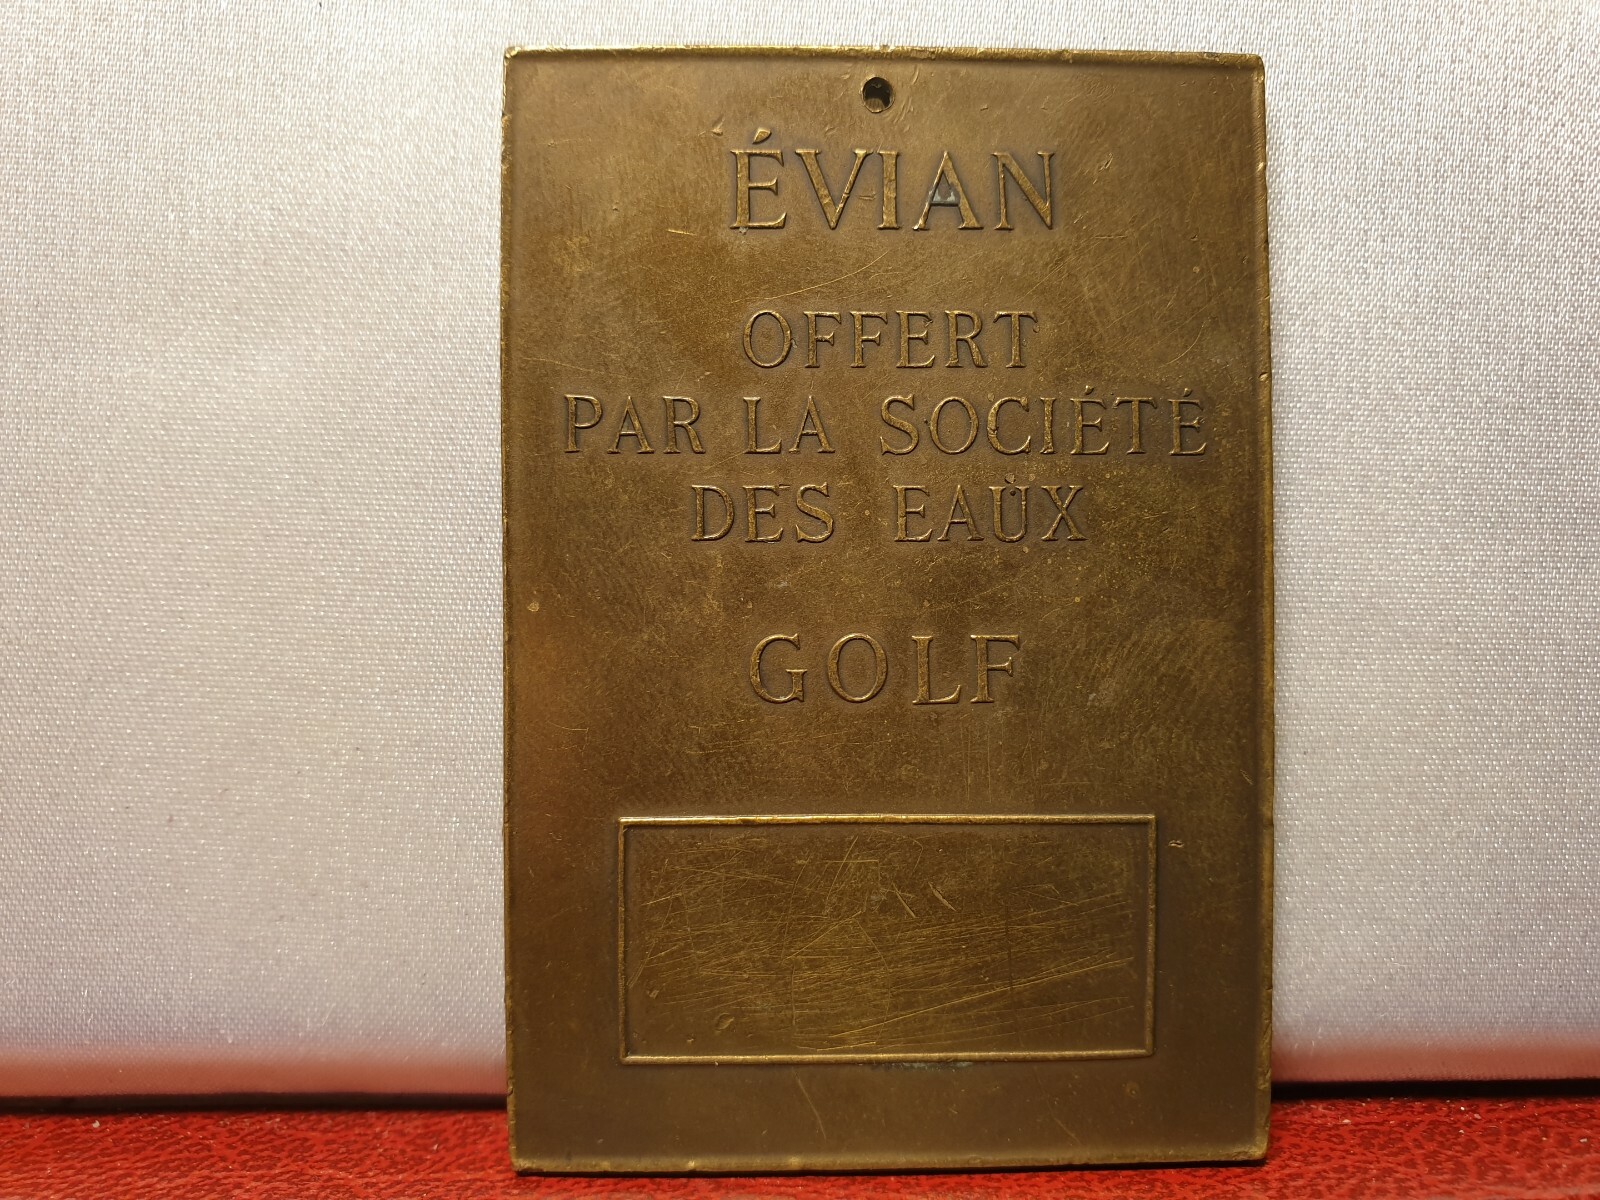 ÉVIAN
OFFERT
PAR LA SOCIÉTÉ
DES EAUX
GOLF